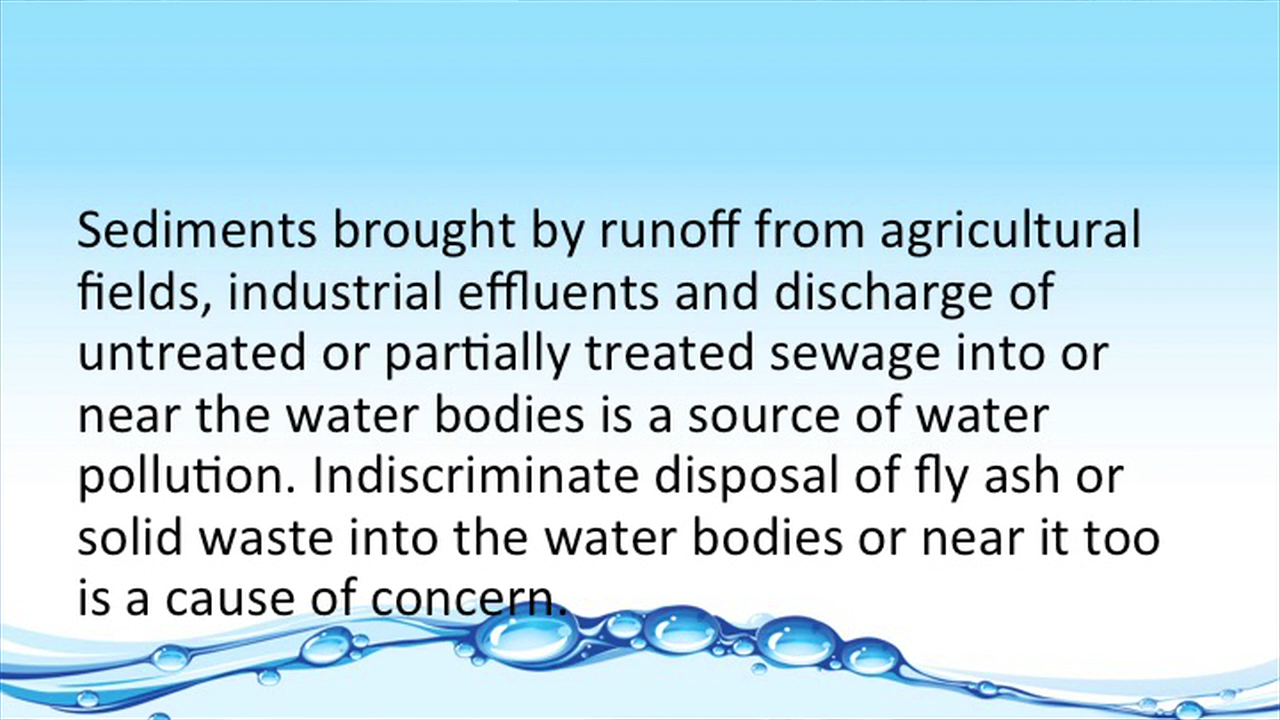 Sediments brought by runoff from agricultural
fields, industrial effluents and discharge of
untreated or partially treated sewage into or
near the water bodies is a source of water
pollution. Indiscriminate disposal of fly ash or
solid waste into the water bodies or near it too
is a cause of concern.